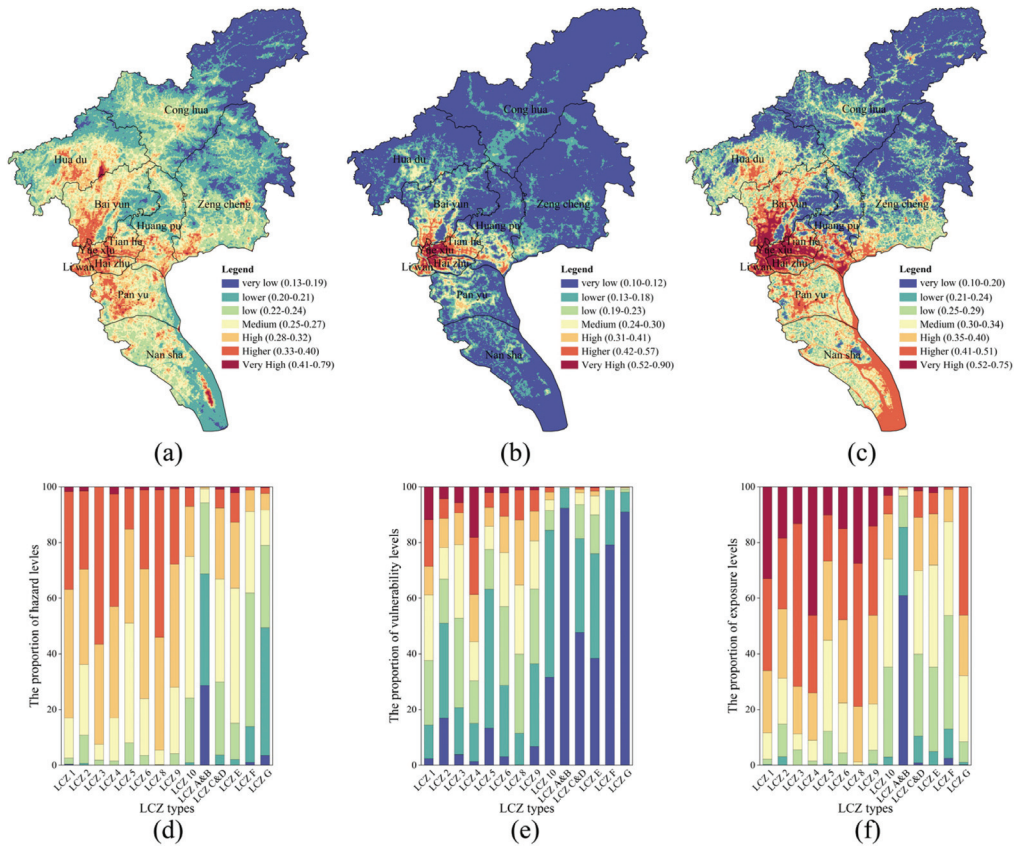 Cong hua
Hua du
Bai yun
Zeng cheng
Huang pu
Tian he
Yue xiu
Hai zhu
Li wan
Pan yu
Nan sha
Legend
very low (0.13-0.19)
lower (0.20-0.21)
low (0.22-0.24)
Medium (0.25-0.27)
High (0.28-0.32)
Higher (0.33-0.40)
Very High (0.41-0.79)
(a)
Cong hua
Hua du
Bai yun
Zeng cheng
Huang pu
Tian he
Yue xiu
Hai zhu
Li wan
Pan yu
Nan sha
Legend
very low (0.10-0.12)
lower (0.13-0.18)
low (0.19-0.23)
Medium (0.24-0.30)
High (0.31-0.41)
Higher (0.42-0.57)
Very High (0.52-0.90)
(b)
Cong hua
Hua du
Bai yun
Zeng cheng
Huang pu
Tian he
Yue xiu
Hai zhu
Li wan
Pan yu
Nan sha
Legend
very low (0.10-0.20)
lower (0.21-0.24)
low (0.25-0.29)
Medium (0.30-0.34)
High (0.35-0.40)
Higher (0.41-0.51)
Very High (0.52-0.75)
(c)
The proportion of hazard leveles
100
80
60
40
20
0
LCZ 1
LCZ 2
LCZ 3
LCZ 4
LCZ 5
LCZ 6
LCZ 8
LCZ 9
LCZ 10
LCZ A&B
LCZ C&D
LCZ E
LCZ F
LCZ G
LCZ types
(d)
The proportion of vulnerability levels
100
80
60
40
20
0
LCZ 1
LCZ 2
LCZ 3
LCZ 4
LCZ 5
LCZ 6
LCZ 8
LCZ 9
LCZ 10
LCZ A&B
LCZ C&D
LCZ E
LCZ F
LCZ G
LCZ types
(e)
The proportion of exposure levels
100
80
60
40
20
0
LCZ 1
LCZ 2
LCZ 3
LCZ 4
LCZ 5
LCZ 6
LCZ 8
LCZ 9
LCZ 10
LCZ A&B
LCZ C&D
LCZ E
LCZ F
LCZ G
LCZ types
(f)